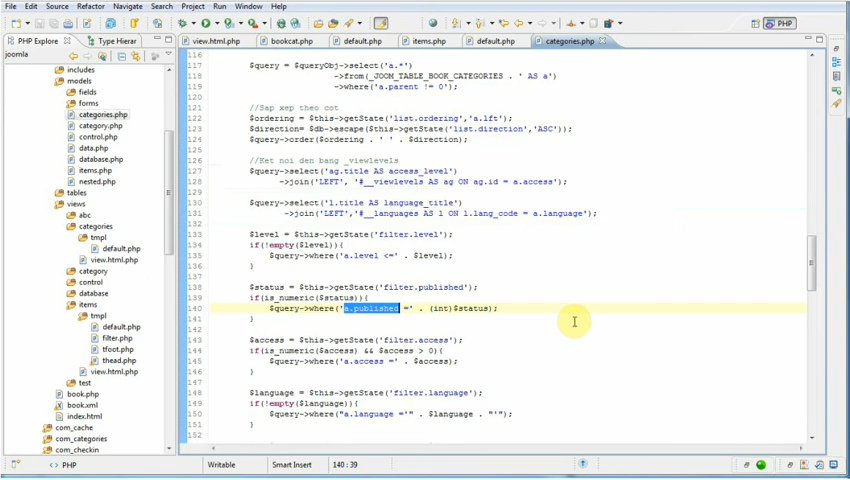 File Edit Source Refactor Navigate Search Project Run Window Help
PHP
PHP Explore
Type Hierar
view.html.php
bookcat.php
default.php
items.php
default.php
categories.php
joomla
includes
models
fields
forms
categories.php
category.php
control.php
data.php
database.php
items.php
nested.php
tables
views
abc
categories
tmpl
default.php
view.html.php
category
control
database
items
tmpl
default.php
filter.php
tfoot.php
thead.php
view.html.php
test
book.php
book.xml
index.html
com_cache
com_categories
com_checkin
116
117 $query = $queryObj->select('a.*')
118 ->from(_JOOM_TABLE_BOOK_CATEGORIES . ' AS a')
119 ->where('a.parent != 0');
120
121 //Sap xep theo cot
122 $ordering = $this->getState('list.ordering','a.lft');
123 $direction= $db->escape($this->getState('list.direction','ASC'));
124 $query->order($ordering . ' ' . $direction);
125
126 //Ket noi den bang _viewlevels
127 $query->select('ag.title AS access_level')
128 ->join('LEFT', '#__viewlevels AS ag ON ag.id = a.access');
129
130 $query->select('l.title AS language_title')
131 ->join('LEFT','#__languages AS l ON l.lang_code = a.language');
132
133 $level = $this->getState('filter.level');
134 if(!empty($level)){
135 $query->where('a.level <=' . $level);
136 }
137
138 $status = $this->getState('filter.published');
139 if(is_numeric($status)){
140 $query->where('a.published =' . (int)$status);
141 }
142
143 $access = $this->getState('filter.access');
144 if(is_numeric($access) && $access > 0){
145 $query->where('a.access =' . $access);
146 }
147
148 $language = $this->getState('filter.language');
149 if(!empty($language)){
150 $query->where("a.language ='" . $language . "'");
151 }
152
PHP
Writable
Smart Insert
140 : 39